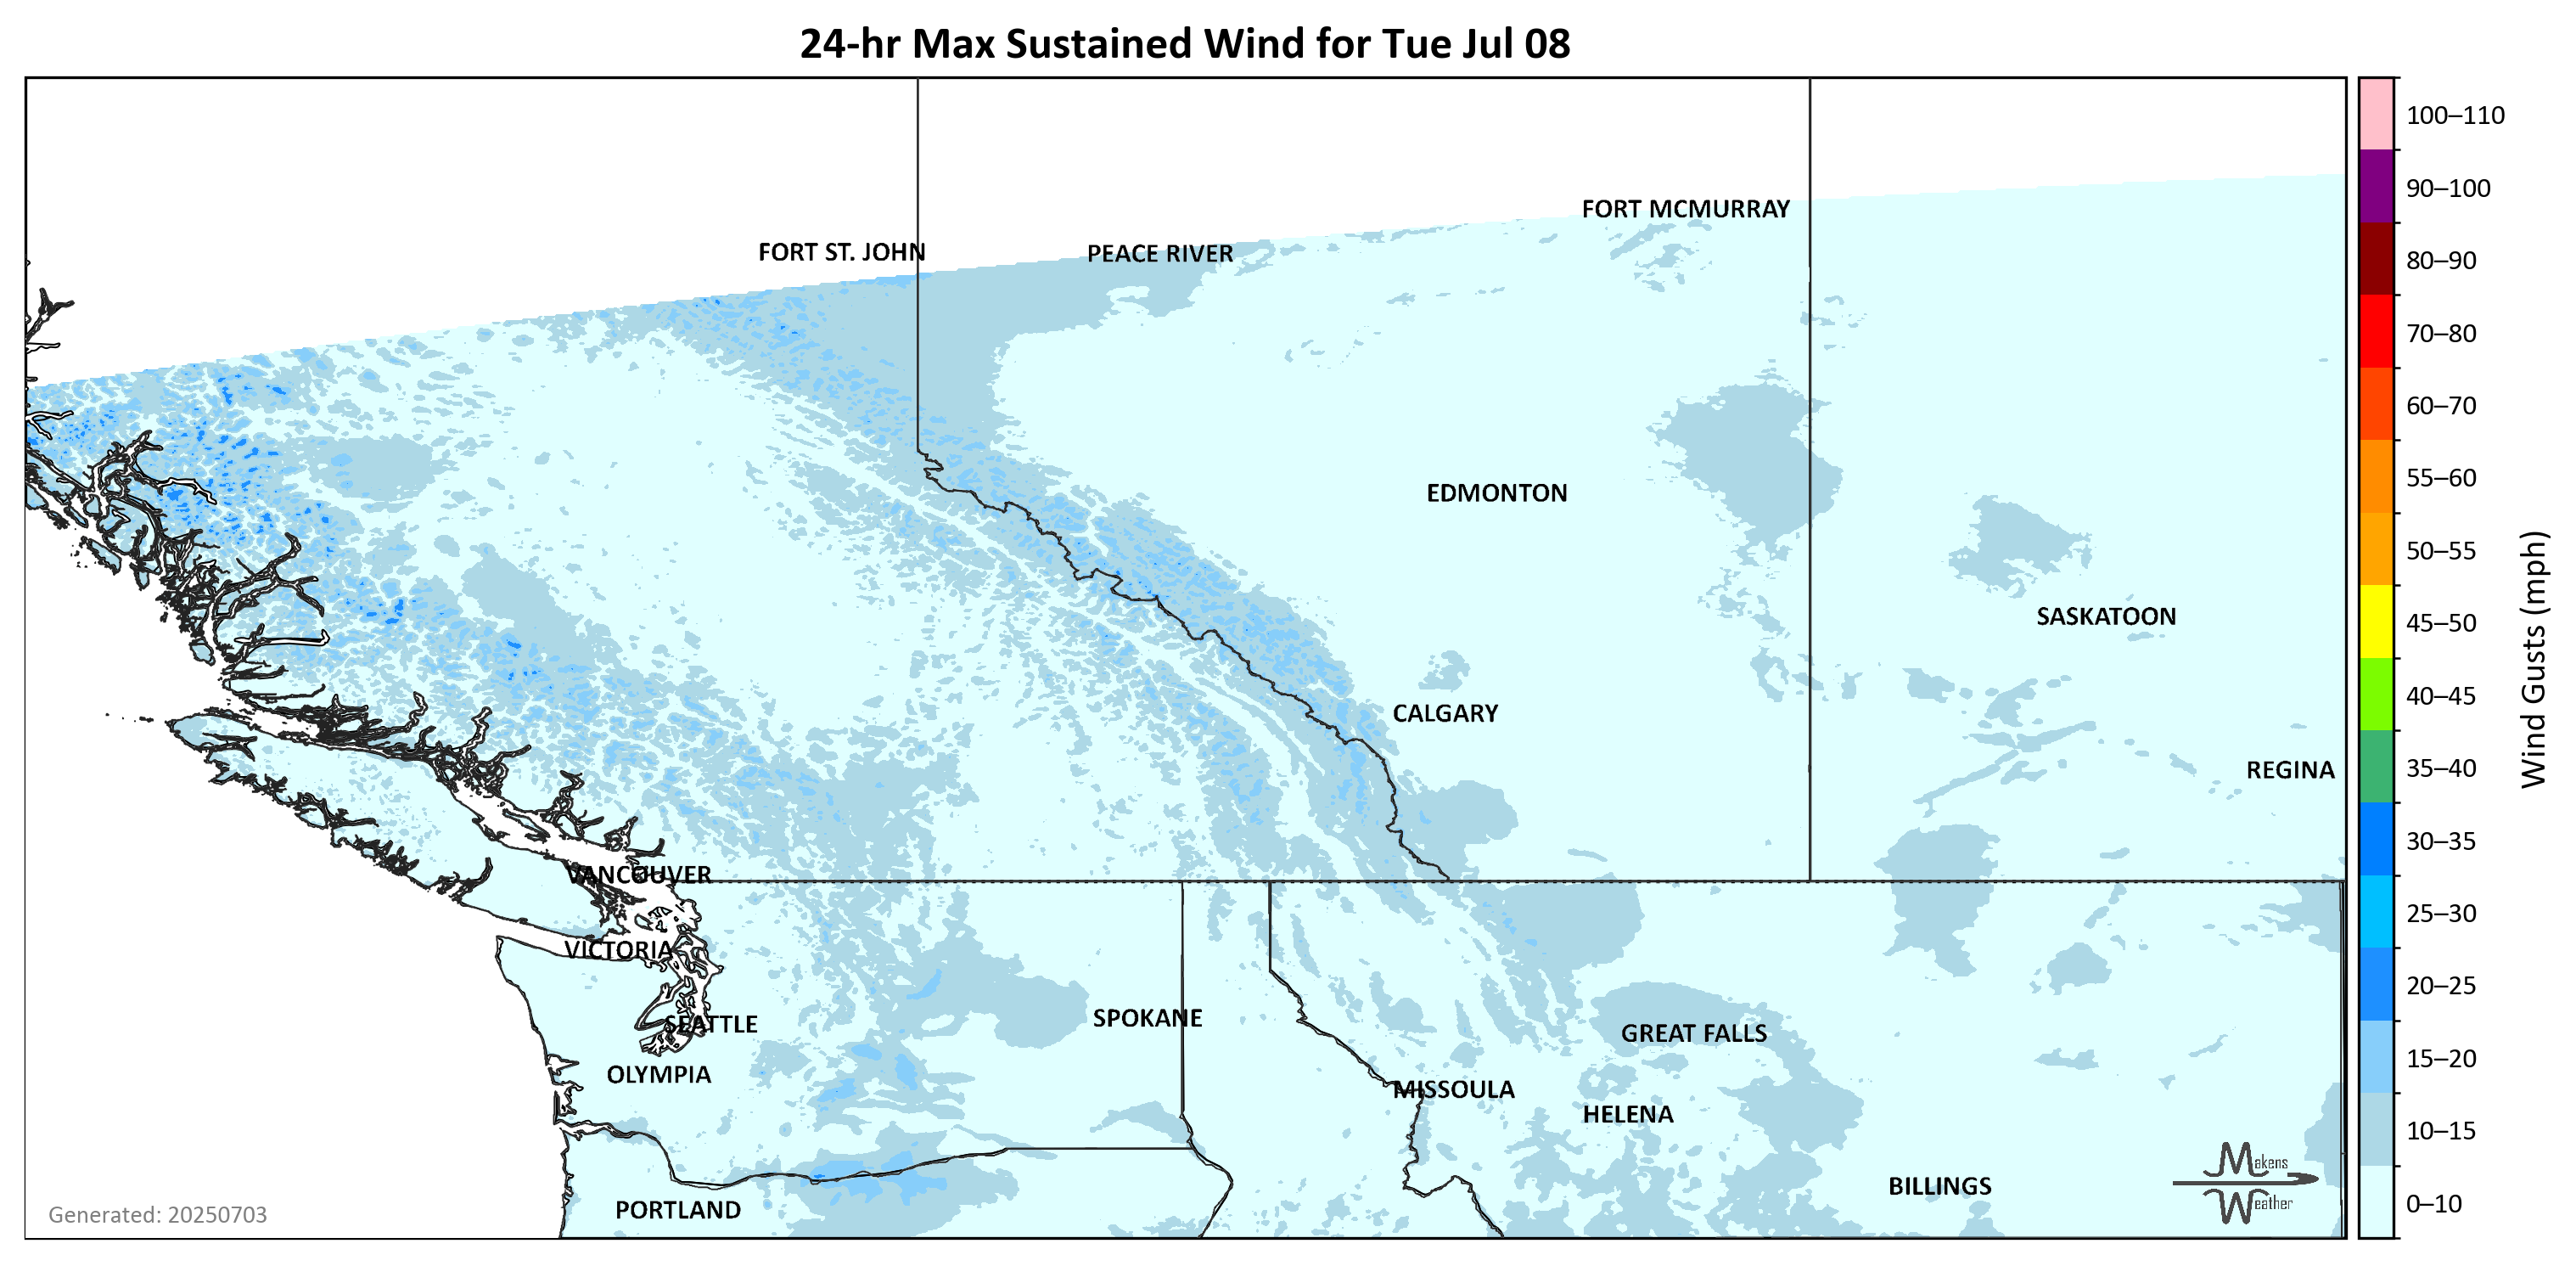 24-hr Max Sustained Wind for Tue Jul 08
FORT MCMURRAY
FORT ST. JOHN
PEACE RIVER
EDMONTON
SASKATOON
CALGARY
REGINA
VANCOUVER
VICTORIA
SEATTLE
SPOKANE
GREAT FALLS
OLYMPIA
MISSOULA
HELENA
BILLINGS
PORTLAND
Makens
Weather
Generated: 20250703
100–110
90–100
80–90
70–80
60–70
55–60
50–55
45–50
40–45
35–40
30–35
25–30
20–25
15–20
10–15
0–10
Wind Gusts (mph)